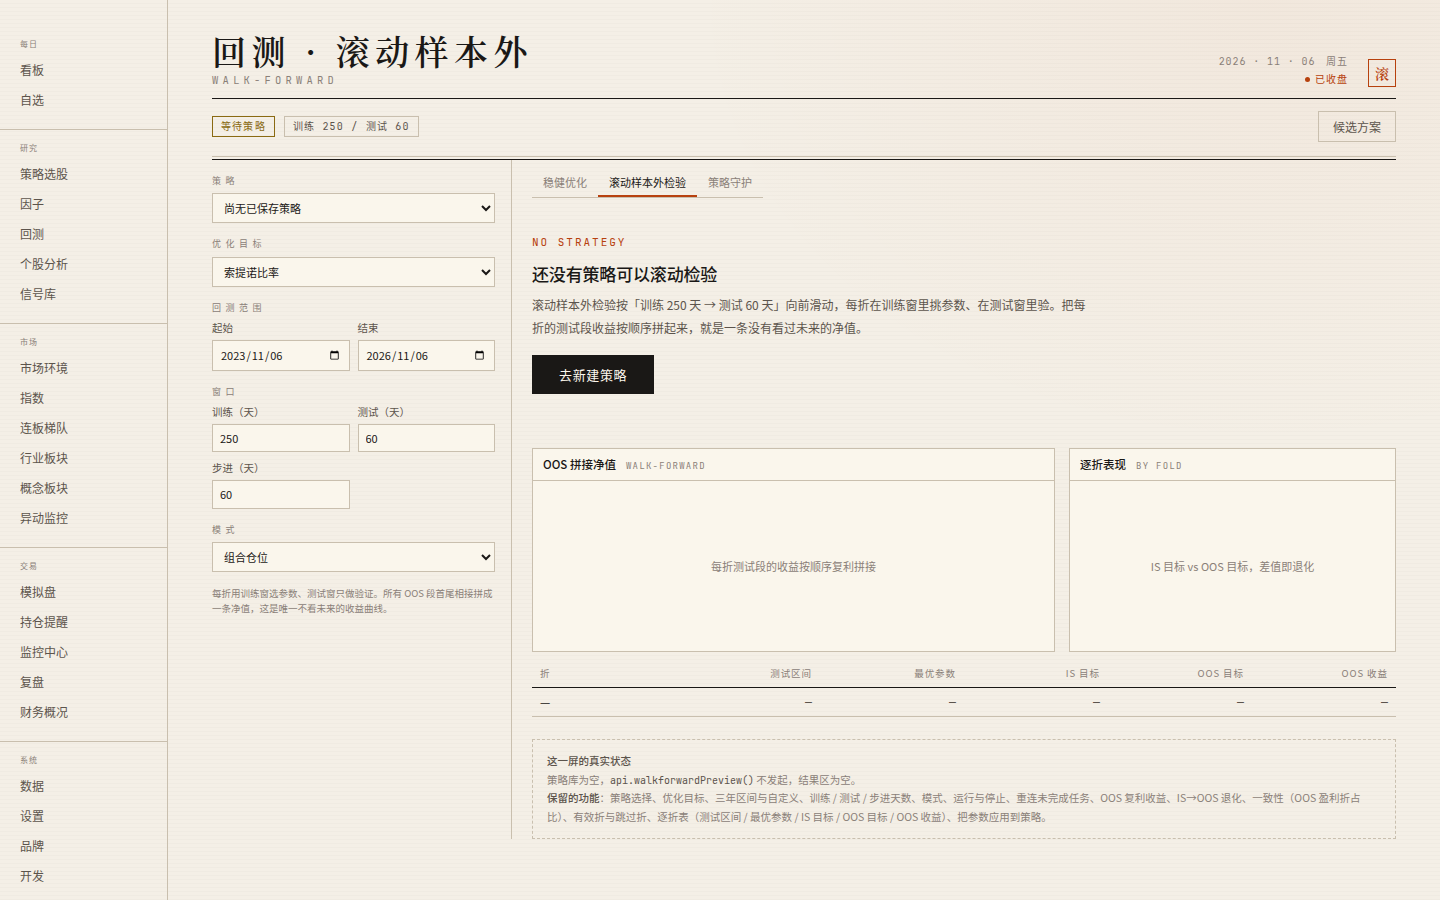 每日
看板
自选
研究
策略选股
因子
回测
个股分析
信号库
市场
市场环境
指数
连板梯队
行业板块
概念板块
异动监控
交易
模拟盘
持仓提醒
监控中心
复盘
财务概况
系统
数据
设置
品牌
开发
回测 · 滚动样本外
WALK-FORWARD
2026 · 11 · 06 周五
已收盘
滚
等待策略
训练 250 / 测试 60
候选方案
策略
尚无已保存策略
优化目标
索提诺比率
回测范围
起始 结束
2023/11/06 2026/11/06
窗口
训练（天） 测试（天）
250 60
步进（天）
60
模式
组合仓位
每折用训练窗选参数、测试窗只做验证。所有 OOS 段首尾相接拼成
一条净值，这是唯一不看未来的收益曲线。
稳健优化 滚动样本外检验 策略守护
NO STRATEGY
还没有策略可以滚动检验
滚动样本外检验按「训练 250 天 → 测试 60 天」向前滑动，每折在训练窗里挑参数、在测试窗里验。把每
折的测试段收益按顺序拼起来，就是一条没有看过未来的净值。
去新建策略
OOS 拼接净值 WALK-FORWARD
每折测试段的收益按顺序复利拼接
逐折表现 BY FOLD
IS 目标 vs OOS 目标，差值即退化
折 测试区间 最优参数 IS 目标 OOS 目标 OOS 收益
— — — — — —
这一屏的真实状态
策略库为空，api.walkforwardPreview() 不发起，结果区为空。
保留的功能：策略选择、优化目标、三年区间与自定义、训练 / 测试 / 步进天数、模式、运行与停止、重连未完成任务、OOS 复利收益、IS→OOS 退化、一致性（OOS 盈利折占
比）、有效折与跳过折、逐折表（测试区间 / 最优参数 / IS 目标 / OOS 目标 / OOS 收益）、把参数应用到策略。